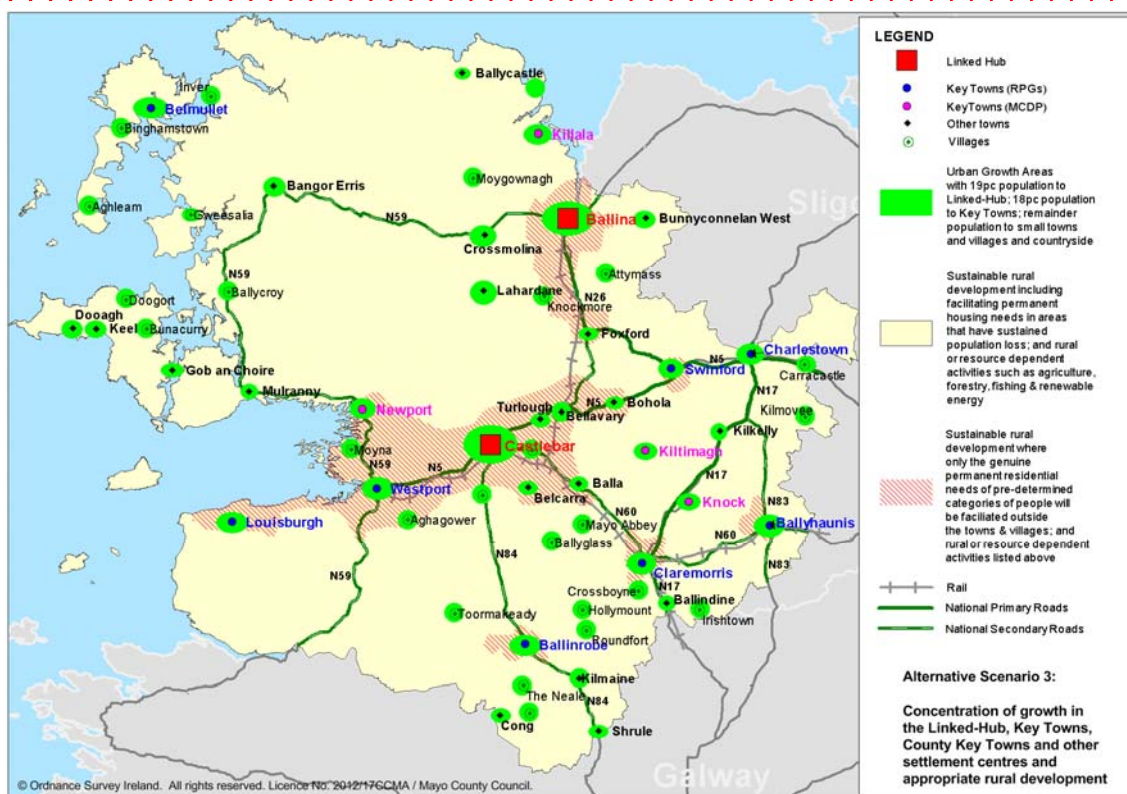 Ballycastle
Inver
Belmullet
Binghamstown
Killala
Moygownagh
Bangor Erris
Aghleam
Gweesalia
N59
Ballina
Bunnyconnelan West
Sligo
Crossmolina
Attymass
N59
Doogort
Ballycroy
Lahardane
Knockmore
N26
Dooagh
Keel
Bunacurry
Foxford
Charlestown
N5
Swinford
Carracastle
Gob an Choire
Mulranny
N17
Newport
Turlough
N5
Bohola
Bellavary
Kilmovee
Kilkelly
Castlebar
Moyna
Kiltimagh
N59
N5
N17
Westport
Balla
Belcarra
Knock
N83
Louisburgh
Aghagower
N60
Mayo Abbey
Ballyhaunis
N84
Ballyglass
N60
N59
Claremorris
N83
N17
Crossboyne
Ballindine
Toormakeady
Hollymount
Irishtown
Roundfort
Ballinrobe
Kilmaine
The Neale
N84
Cong
Shrule
Galway
© Ordnance Survey Ireland. All rights reserved. Licence No. 2012/17CCMA / Mayo County Council.
LEGEND
Linked Hub
Key Towns (RPGs)
KeyTowns (MCDP)
Other towns
Villages
Urban Growth Areas
with 19pc population to
Linked-Hub; 18pc population
to Key Towns; remainder
population to small towns
and villages and countryside
Sustainable rural
development including
facilitating permanent
housing needs in areas
that have sustained
population loss; and rural
or resource dependent
activities such as agriculture,
forestry, fishing & renewable
energy
Sustainable rural
development where
only the genuine
permanent residential
needs of pre-determined
categories of people will
be faciliated outside
the towns & villages; and
rural or resource dependent
activities listed above
Rail
National Primary Roads
National Secondary Roads
Alternative Scenario 3:
Concentration of growth in
the Linked-Hub, Key Towns,
County Key Towns and other
settlement centres and
appropriate rural development